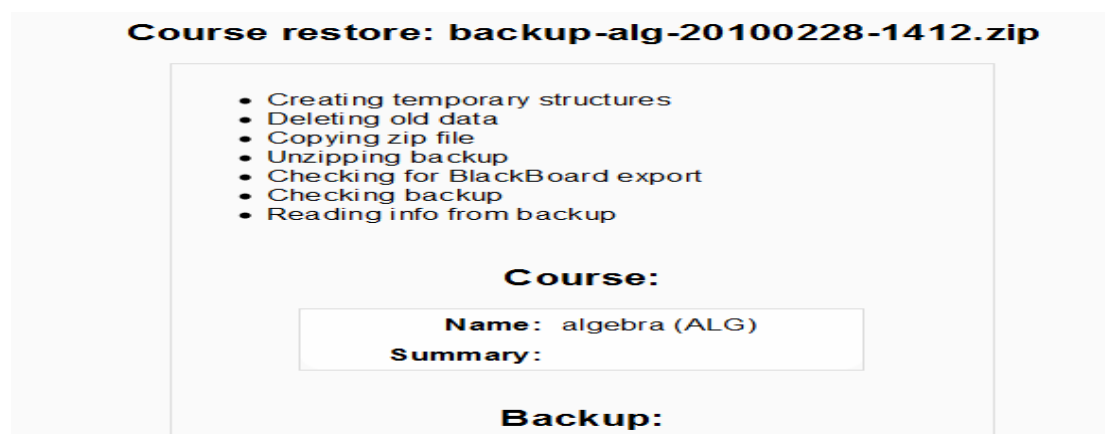 Course restore: backup-alg-20100228-1412.zip
Creating temporary structures
Deleting old data
Copying zip file
Unzipping backup
Checking for BlackBoard export
Checking backup
Reading info from backup
Course:
Name: algebra (ALG)
Summary:
Backup: